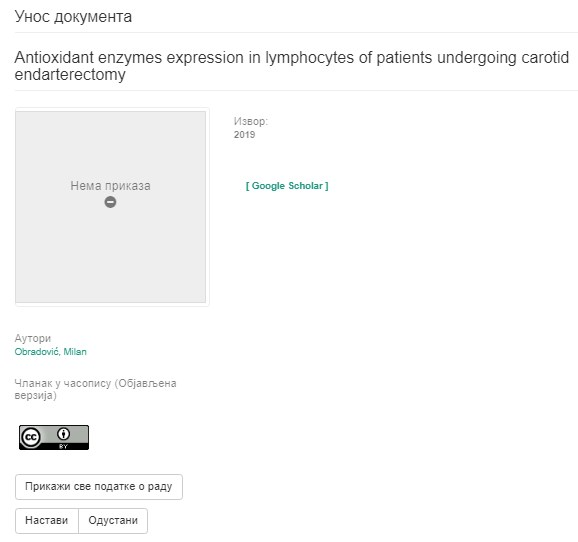 Унос документа
Antioxidant enzymes expression in lymphocytes of patients undergoing carotid
endarterectomy
Извор:
2019
[ Google Scholar ]
Нема приказа
Аутори
Obradović, Milan
Чланак у часопису (Објављена
верзија)
cc
BY
Прикажи све податке о раду
Настави Одустани